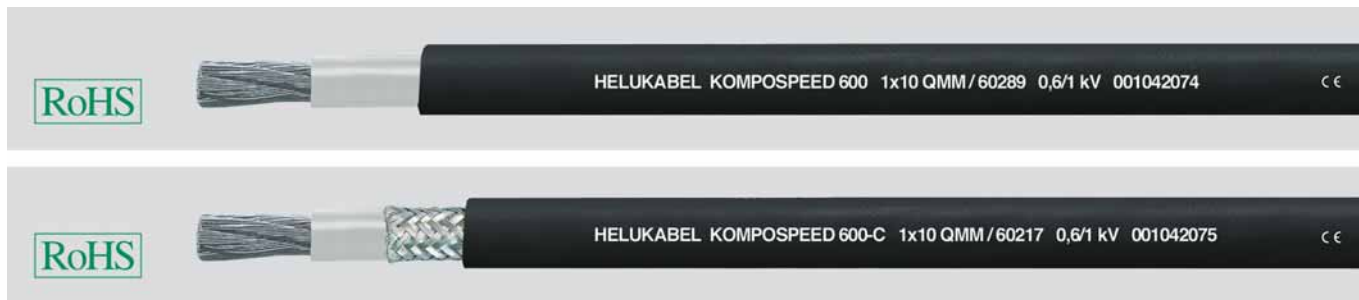 RoHS
HELUKABEL KOMPOSPEED 600 1x10 QMM / 60289 0,6/1 kV 001042074 CE
RoHS
HELUKABEL KOMPOSPEED 600-C 1x10 QMM / 60217 0,6/1 kV 001042075 CE